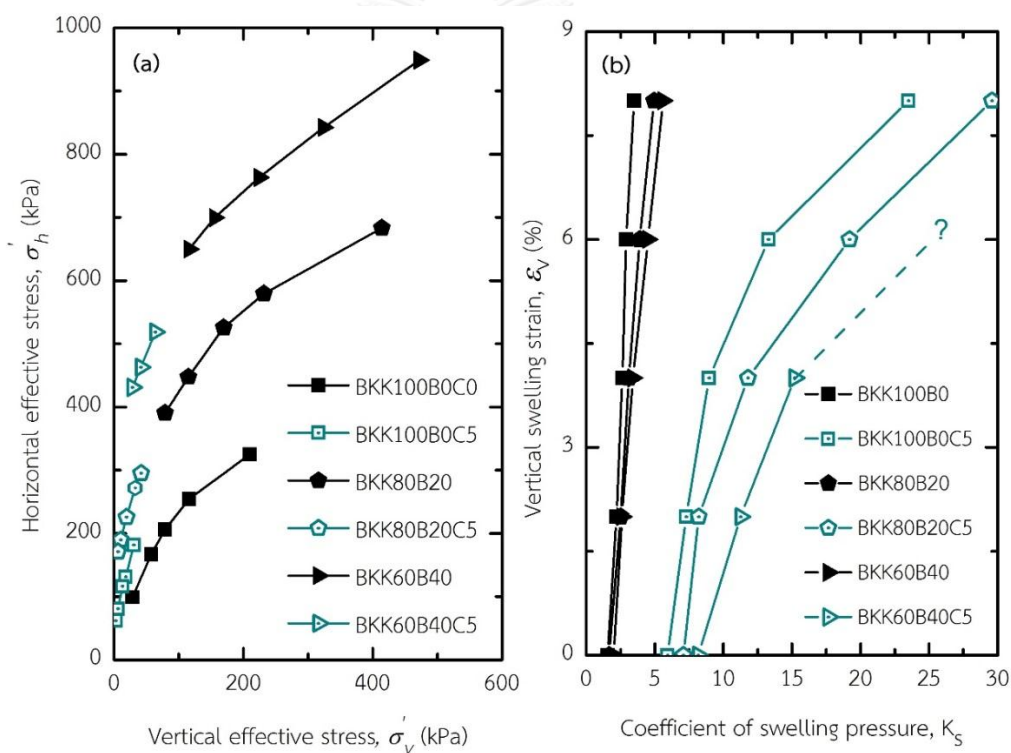 (a)
1000
800
600
400
200
0
0
200
400
600
Horizontal effective stress, σ'h (kPa)
Vertical effective stress, σ'v (kPa)
BKK100B0C0
BKK100B0C5
BKK80B20
BKK80B20C5
BKK60B40
BKK60B40C5
(b)
9
6
3
0
0
5
10
15
20
25
30
Vertical swelling strain, εV (%)
Coefficient of swelling pressure, KS
?
BKK100B0
BKK100B0C5
BKK80B20
BKK80B20C5
BKK60B40
BKK60B40C5